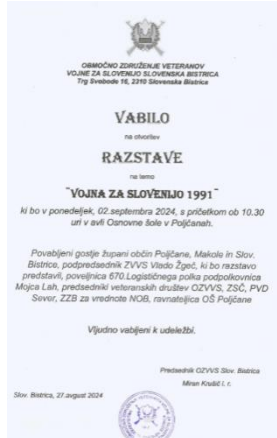 OBMOČNO ZDRUŽENJE VETERANOV
VOJNE ZA SLOVENIJO SLOVENSKA BISTRICA
Trg Svobode 16, 2310 Slovenska Bistrica
VABILO
na otvoritev
RAZSTAVE
na temo
"VOJNA ZA SLOVENIJO 1991"
ki bo v ponedeljek, 02.septembra 2024, s pričetkom ob 10.30
uri v avli Osnovne šole v Poljčanah.
Povabljeni gostje župani občin Poljčane, Makole in Slov.
Bistrice, podpredsednik ZVVS Vlado Žgeč, ki bo razstavo
predstavil, poveljnica 670.Logističnega polka podpolkovnica
Mojca Lah, predsedniki veteranskih društev OZVVS, ZSČ, PVD
Sever, ZZB za vrednote NOB, ravnateljica OŠ Poljčane
Vljudno vabljeni k udeležbi.
Predsednik OZVVS Slov. Bistrica
Miran Krušič l. r.
Slov. Bistrica, 27.avgust 2024